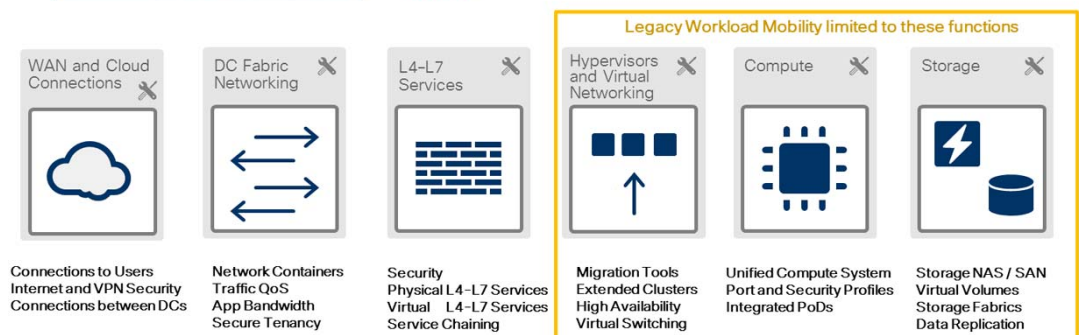 Legacy Workload Mobility limited to these functions
WAN and Cloud
Connections
DC Fabric
Networking
L4-L7
Services
Hypervisors
and Virtual
Networking
Compute
Storage
Connections to Users
Internet and VPN Security
Connections between DCs
Network Containers
Traffic QoS
App Bandwidth
Secure Tenancy
Security
Physical L4-L7 Services
Virtual L4-L7 Services
Service Chaining
Migration Tools
Extended Clusters
High Availability
Virtual Switching
Unified Compute System
Port and Security Profiles
Integrated PoDs
Storage NAS / SAN
Virtual Volumes
Storage Fabrics
Data Replication